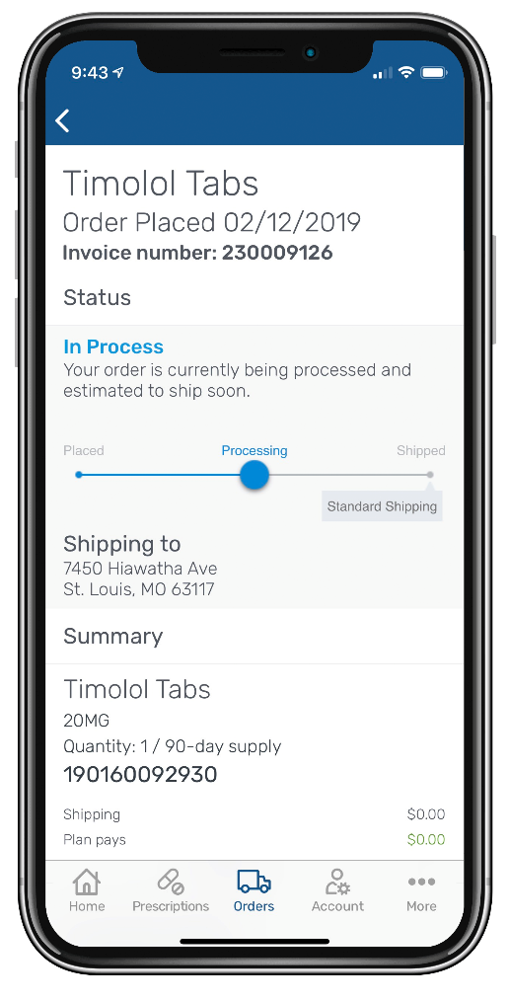 9:43
Timolol Tabs
Order Placed 02/12/2019
Invoice number: 230009126
Status
In Process
Your order is currently being processed and
estimated to ship soon.
Placed Processing Shipped
Standard Shipping
Shipping to
7450 Hiawatha Ave
St. Louis, MO 63117
Summary
Timolol Tabs
20MG
Quantity: 1 / 90-day supply
190160092930
Shipping $0.00
Plan pays $0.00
Home Prescriptions Orders Account More